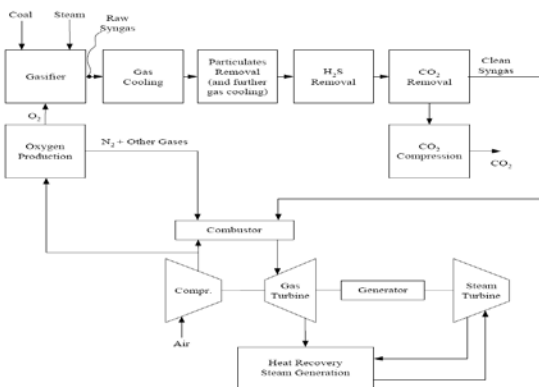 Coal
Steam
Raw
Syngas
Gasifier
Gas
Cooling
Particulates
Removal
(and further
gas cooling)
H₂S
Removal
CO₂
Removal
Clean
Syngas
O₂
Oxygen
Production
N₂ + Other Gases
CO₂
Compression
CO₂
Combustor
Compr.
Gas
Turbine
Generator
Steam
Turbine
Air
Heat Recovery
Steam Generation